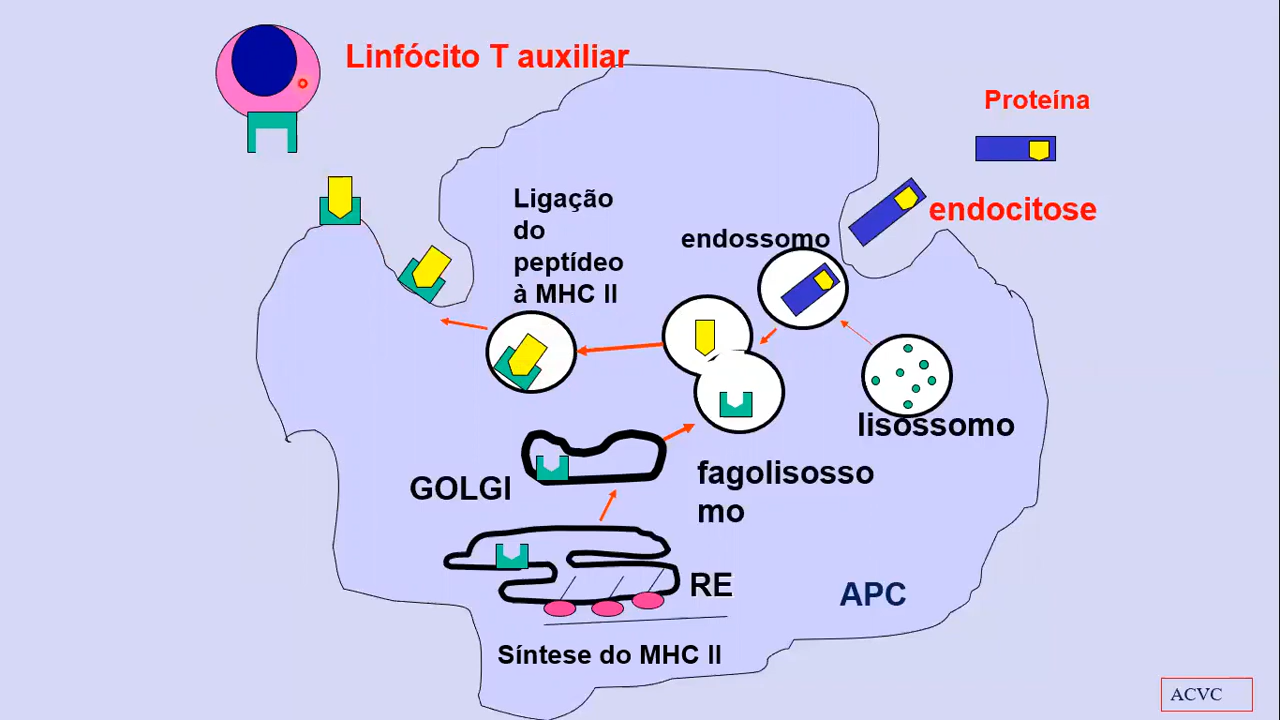 Linfócito T auxiliar
Proteína
endocitose
Ligação
do
peptídeo
à MHC II
endossomo
lisossomo
fagolisosso
mo
GOLGI
RE
APC
Síntese do MHC II
ACVC